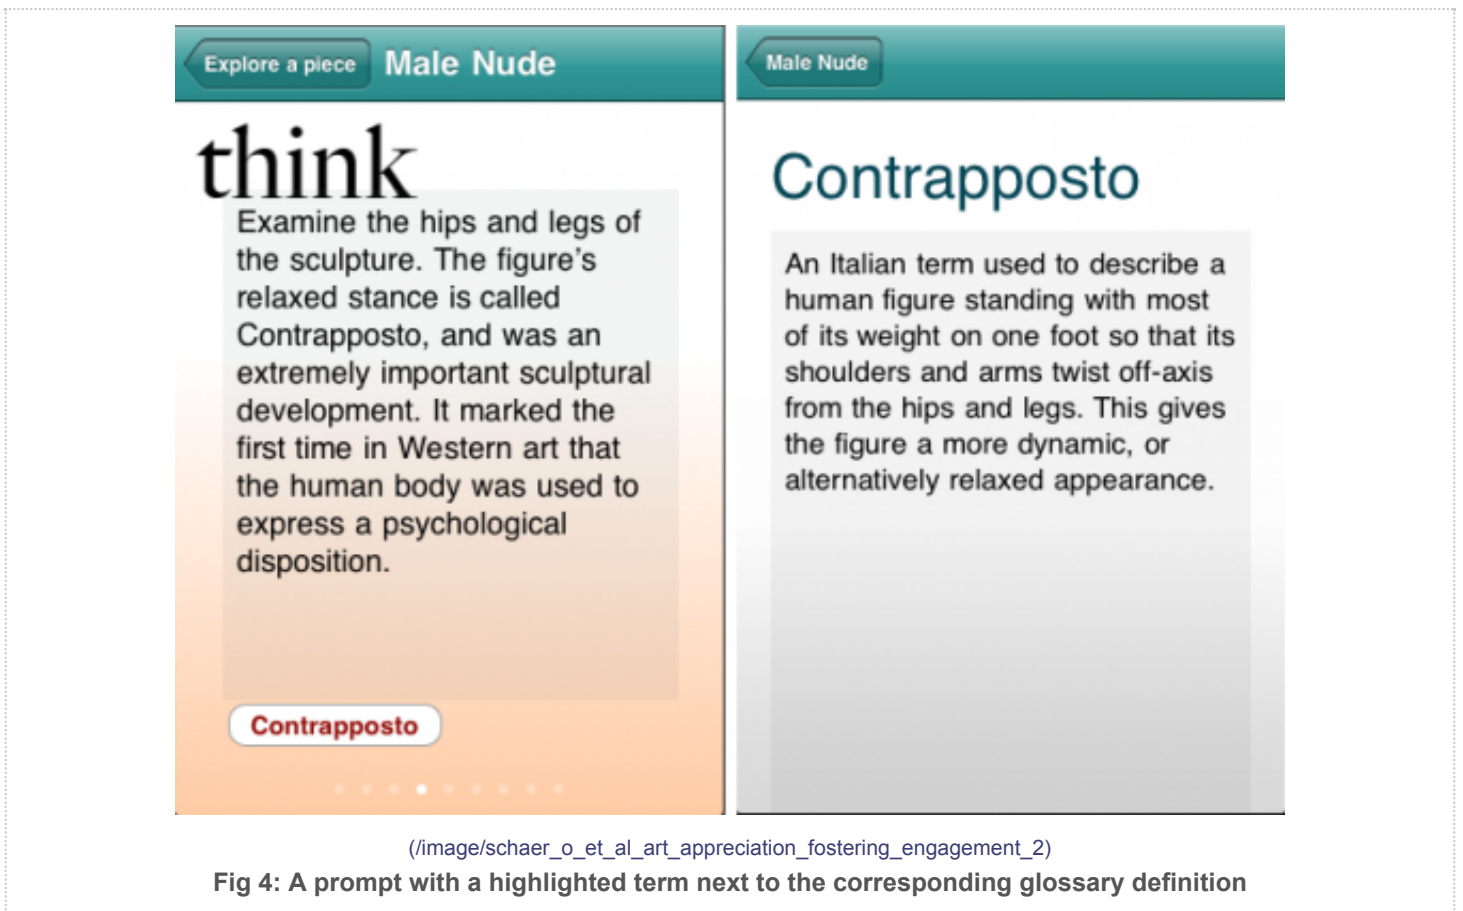 Explore a piece
Male Nude
think
Examine the hips and legs of
the sculpture. The figure's
relaxed stance is called
Contrapposto, and was an
extremely important sculptural
development. It marked the
first time in Western art that
the human body was used to
express a psychological
disposition.
Contrapposto
Male Nude
Contrapposto
An Italian term used to describe a
human figure standing with most
of its weight on one foot so that its
shoulders and arms twist off-axis
from the hips and legs. This gives
the figure a more dynamic, or
alternatively relaxed appearance.
(/image/schaer_o_et_al_art_appreciation_fostering_engagement_2)
Fig 4: A prompt with a highlighted term next to the corresponding glossary definition